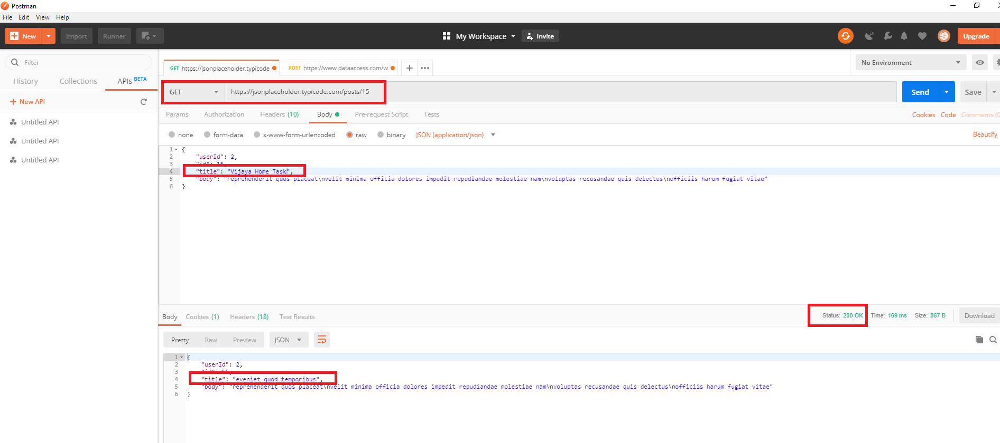 Postman
File Edit View Help
New Import Runner My Workspace Invite Upgrade
Filter
History Collections APIs BETA
+ New API
Untitled API
Untitled API
Untitled API
GET https://jsonplaceholder.typicode POST https://www.dataaccess.com/w + ••• No Environment
GET https://jsonplaceholder.typicode.com/posts/15 Send Save
Params Authorization Headers (10) Body Pre-request Script Tests Cookies Code Comments (0
none form-data x-www-form-urlencoded raw binary JSON (application/json) Beautify
1 {
2 "userId": 2,
3 "id": 15,
4 "title": "Vijaya Home Task",
5 "body": "reprehenderit quos placeat\nvelit minima officia dolores impedit repudiandae molestiae nam\nvoluptas recusandae quis delectus\nofficiis harum fugiat vitae"
6 }
Body Cookies (1) Headers (18) Test Results Status: 200 OK Time: 169 ms Size: 867 B Download
Pretty Raw Preview JSON
1 {
2 "userId": 2,
3 "id": 15,
4 "title": "eveniet quod temporibus",
5 "body": "reprehenderit quos placeat\nvelit minima officia dolores impedit repudiandae molestiae nam\nvoluptas recusandae quis delectus\nofficiis harum fugiat vitae"
6 }